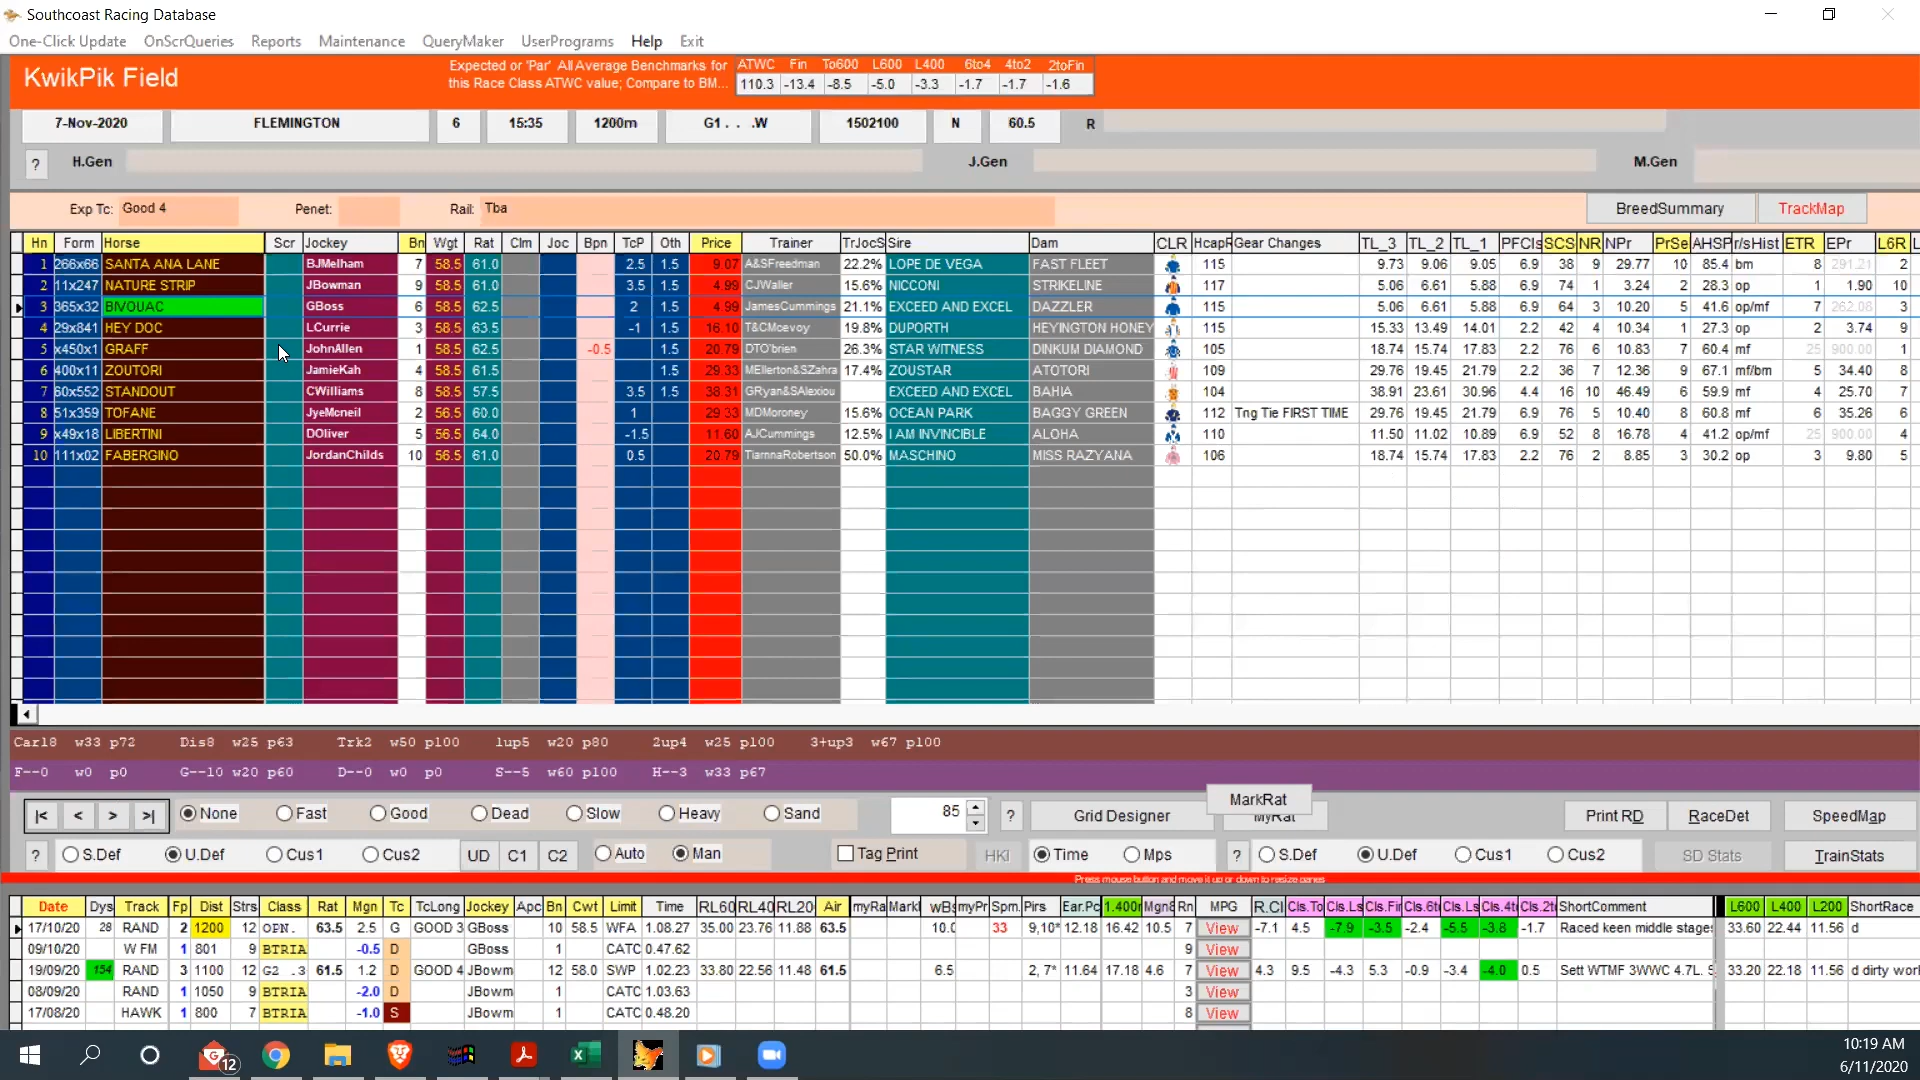 Southcoast Racing Database
One-Click Update OnScrQueries Reports Maintenance QueryMaker UserPrograms Help Exit
KwikPik Field
Expected or 'Par' All Average Benchmarks for
this Race Class ATWC value; Compare to BM...
ATWC Fin To600 L600 L400 6to4 4to2 2toFin
110.3 -13.4 -8.5 -5.0 -3.3 -1.7 -1.7 -1.6
7-Nov-2020 FLEMINGTON 6 15:35 1200m G1 . . .W 1502100 N 60.5 R
? H.Gen J.Gen M.Gen
Exp Tc: Good 4 Penet: Rail: Tba BreedSummary TrackMap
Hn Form Horse Scr Jockey Bn Wgt Rat Clm Joc Bpn TcP Oth Price Trainer TrJocS Sire Dam CLR HcapR Gear Changes TL_3 TL_2 TL_1 PFCls SCS NR NPr PrSe AHSP r/sHist ETR EPr L6R L
1 266x66 SANTA ANA LANE BJMelham 7 58.5 61.0 2.5 1.5 9.07 A&SFreedman 22.2% LOPE DE VEGA FAST FLEET 115 9.73 9.06 9.05 6.9 38 9 29.77 10 85.4 bm 8 291.21 2
2 11x247 NATURE STRIP JBowman 9 58.5 61.0 3.5 1.5 4.99 CJWaller 15.6% NICCONI STRIKELINE 117 5.06 6.61 5.88 6.9 74 1 3.24 2 28.3 op 1 1.90 10
3 365x32 BIVOUAC GBoss 6 58.5 62.5 2 1.5 4.99 JamesCummings 21.1% EXCEED AND EXCEL DAZZLER 115 5.06 6.61 5.88 6.9 64 3 10.20 5 41.6 op/mf 7 262.08 3
4 29x841 HEY DOC LCurrie 3 58.5 63.5 -1 1.5 16.10 T&CMcevoy 19.8% DUPORTH HEYINGTON HONEY 115 15.33 13.49 14.01 2.2 42 4 10.34 1 27.3 op 2 3.74 9
5 x450x1 GRAFF JohnAllen 1 58.5 62.5 -0.5 1.5 20.79 DTO'brien 26.3% STAR WITNESS DINKUM DIAMOND 105 18.74 15.74 17.83 2.2 76 6 10.83 7 60.4 mf 25 900.00 1
6 400x11 ZOUTORI JamieKah 4 58.5 61.5 1.5 29.33 MEllerton&SZahra 17.4% ZOUSTAR ATOTORI 109 29.76 19.45 21.79 2.2 36 7 12.36 9 67.1 mf/bm 5 34.40 8
7 60x552 STANDOUT CWilliams 8 58.5 57.5 3.5 1.5 38.31 GRyan&SAlexiou EXCEED AND EXCEL BAHIA 104 38.91 23.61 30.96 4.4 16 10 46.49 6 59.9 mf 4 25.70 7
8 51x359 TOFANE JyeMcneil 2 56.5 60.0 1 29.33 MDMoroney 15.6% OCEAN PARK BAGGY GREEN 112 Tng Tie FIRST TIME 29.76 19.45 21.79 6.9 76 5 10.40 8 60.8 mf 6 35.26 6
9 x49x18 LIBERTINI DOliver 5 56.5 64.0 -1.5 11.60 AJCummings 12.5% I AM INVINCIBLE ALOHA 110 11.50 11.02 10.89 6.9 52 8 16.78 4 41.2 op/mf 25 900.00 4
10 111x02 FABERGINO JordanChilds 10 56.5 61.0 0.5 20.79 TiarnnaRobertson 50.0% MASCHINO MISS RAZYANA 106 18.74 15.74 17.83 2.2 76 2 8.85 3 30.2 op 3 9.80 5
Car18 w33 p72 Dis8 w25 p63 Trk2 w50 p100 1up5 w20 p80 2up4 w25 p100 3+up3 w67 p100
F--0 w0 p0 G--10 w20 p60 D--0 w0 p0 S--5 w60 p100 H--3 w33 p67
|< < > >| None Fast Good Dead Slow Heavy Sand 85 ? Grid Designer MarkRat MyRat Print RD RaceDet SpeedMap
? S.Def U.Def Cus1 Cus2 UD C1 C2 Auto Man Tag Print HKI Time Mps ? S.Def U.Def Cus1 Cus2 SD Stats TrainStats
Press mouse button and move it up or down to resize panes
Date Dys Track Fp Dist Strs Class Rat Mgn Tc TcLong Jockey Apc Bn Cwt Limit Time RL60 RL40 RL20 Air myRa Markl wBs myPr Spm. Pirs Ear.Pc 1.400r Mgn8 Rn MPG R.Cl Cls.To Cls.Ls Cls.Fir Cls.6t Cls.Ls Cls.4t Cls.2t ShortComment L600 L400 L200 ShortRace
17/10/20 28 RAND 2 1200 12 OPN. 63.5 2.5 G GOOD 3 GBoss 10 58.5 WFA 1.08.27 35.00 23.76 11.88 63.5 10.0 33 9,10* 12.18 16.42 10.5 7 View -7.1 4.5 -7.9 -3.5 -2.4 -5.5 -3.8 -1.7 Raced keen middle stage 33.60 22.44 11.56 d
09/10/20 W FM 1 801 9 BTRIA -0.5 D GBoss 1 CATC 0.47.62 9 View
19/09/20 154 RAND 3 1100 12 G2 .3 61.5 1.2 D GOOD 4 JBowm 12 58.0 SWP 1.02.23 33.80 22.56 11.48 61.5 6.5 2, 7* 11.64 17.18 4.6 7 View 4.3 9.5 -4.3 5.3 -0.9 -3.4 -4.0 0.5 Sett WTMF 3WWC 4.7L. 33.20 22.18 11.56 d dirty wor
08/09/20 RAND 1 1050 9 BTRIA -2.0 D JBowm 1 CATC 1.03.63 3 View
17/08/20 HAWK 1 800 7 BTRIA -1.0 S JBowm 1 CATC 0.48.20 8 View
12
10:19 AM
6/11/2020